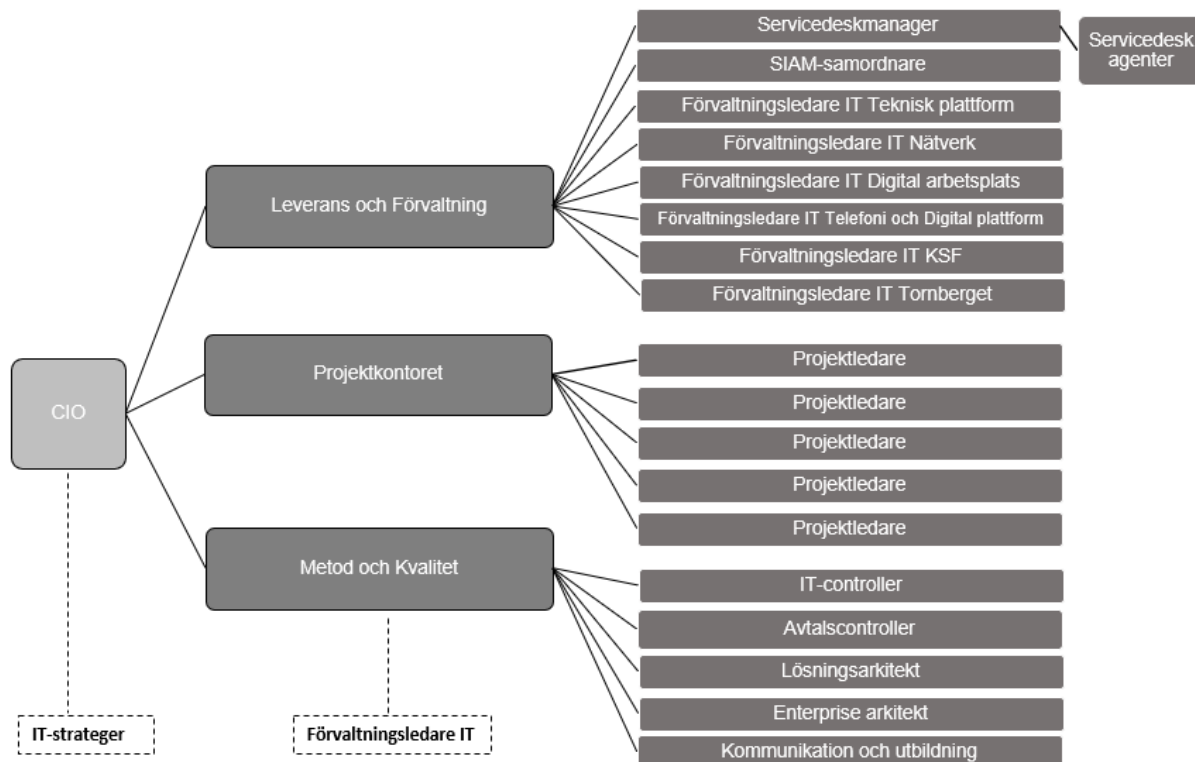 CIO
IT-strateger
Leverans och Förvaltning
Servicedeskmanager
Servicedesk
agenter
SIAM-samordnare
Förvaltningsledare IT Teknisk plattform
Förvaltningsledare IT Nätverk
Förvaltningsledare IT Digital arbetsplats
Förvaltningsledare IT Telefoni och Digital plattform
Förvaltningsledare IT KSF
Förvaltningsledare IT Tornberget
Projektkontoret
Projektledare
Projektledare
Projektledare
Projektledare
Projektledare
Metod och Kvalitet
Förvaltningsledare IT
IT-controller
Avtalscontroller
Lösningsarkitekt
Enterprise arkitekt
Kommunikation och utbildning